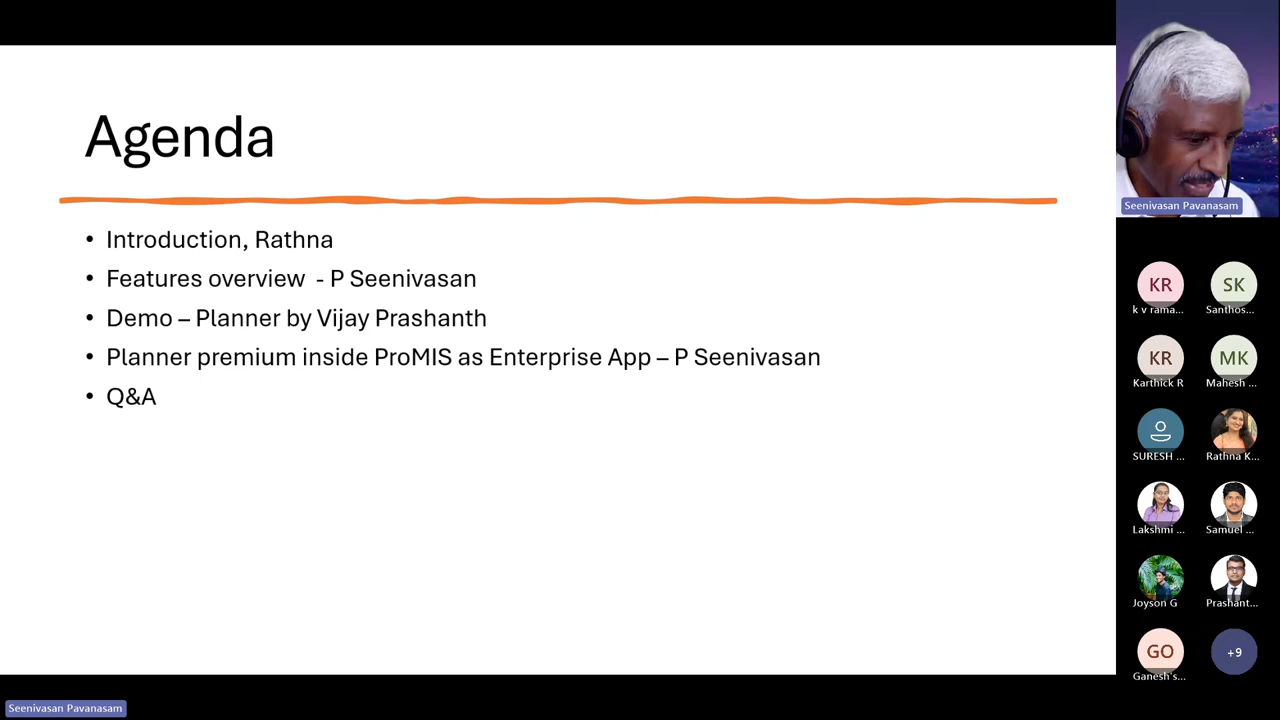 Agenda
• Introduction, Rathna
• Features overview - P Seenivasan
• Demo – Planner by Vijay Prashanth
• Planner premium inside ProMIS as Enterprise App – P Seenivasan
• Q&A
Seenivasan Pavanasam
KR
SK
k v rama...
Santhos...
KR
MK
Karthick R
Mahesh ...
SURESH ...
Rathna K...
Lakshmi ...
Samuel ...
Joyson G
Prashant...
GO
+9
Ganesh's...
Seenivasan Pavanasam